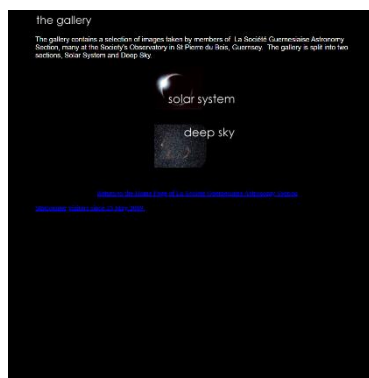 the gallery
The gallery contains a selection of images taken by members of La Société Guernesiaise Astronomy
Section, many at the Society's Observatory in St Pierre du Bois, Guernsey. The gallery is split into two
sections, Solar System and Deep Sky.
solar system
deep sky